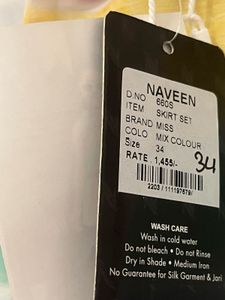 NAVEEN
D.NO 660S
ITEM SKIRT SET
BRAND MISS
COLO MIX COLOUR
Size 34
RATE 1,455/-
34
2203 / 111197679/
WASH CARE
Wash in cold water
Do not bleach • Do not Rinse
Dry in Shade • Medium Iron
No Guarantee for Silk Garment & Jari